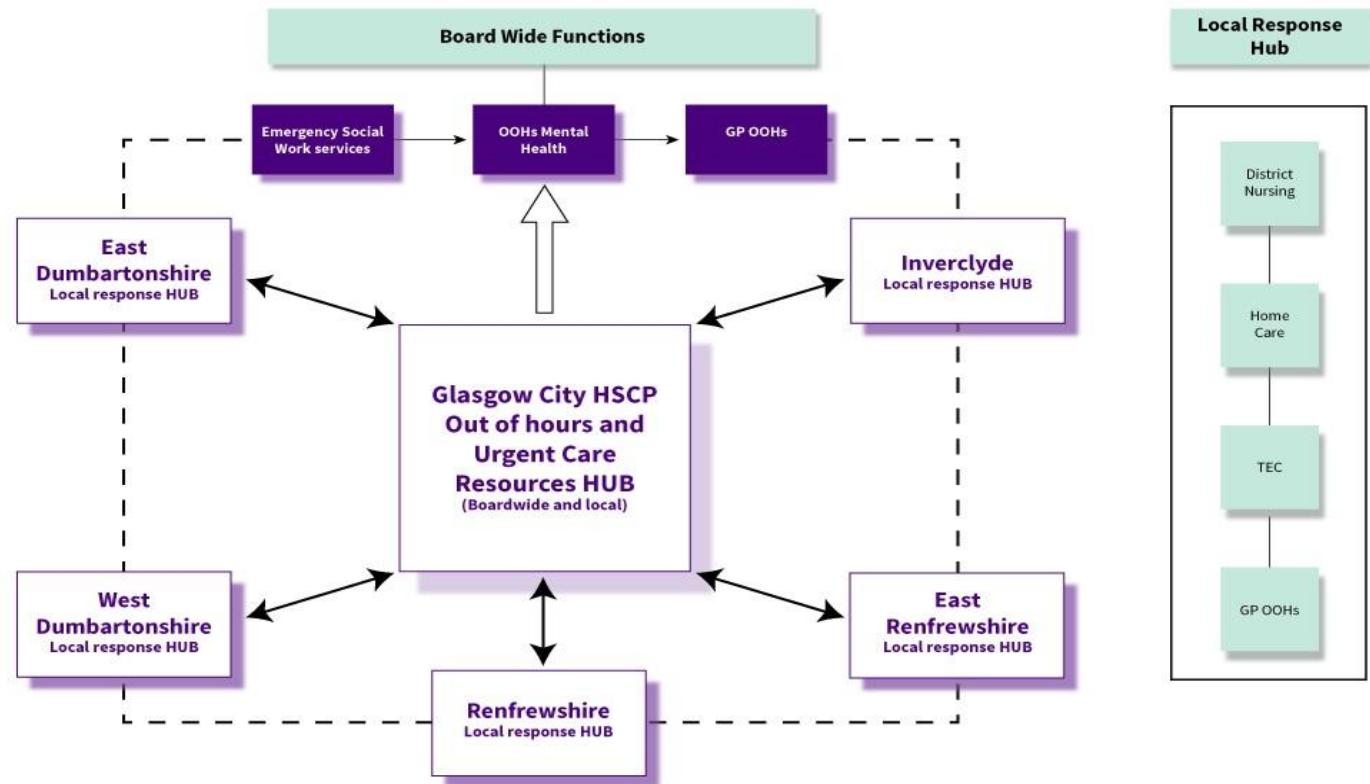 Board Wide Functions
Local Response
Hub
Emergency Social
Work services
OOHs Mental
Health
GP OOHs
East
Dumbartonshire
Local response HUB
Inverclyde
Local response HUB
Glasgow City HSCP
Out of hours and
Urgent Care
Resources HUB
(Boardwide and local)
West
Dumbartonshire
Local response HUB
East
Renfrewshire
Local response HUB
Renfrewshire
Local response HUB
District
Nursing
Home
Care
TEC
GP OOHs